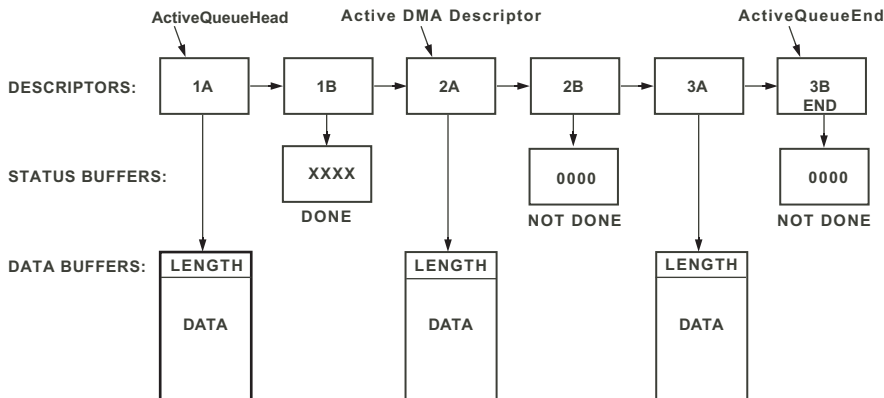 ActiveQueueHead
Active DMA Descriptor
ActiveQueueEnd
DESCRIPTORS:
1A
1B
2A
2B
3A
3B
END
STATUS BUFFERS:
XXXX
0000
0000
DONE
NOT DONE
NOT DONE
DATA BUFFERS:
LENGTH
LENGTH
LENGTH
DATA
DATA
DATA